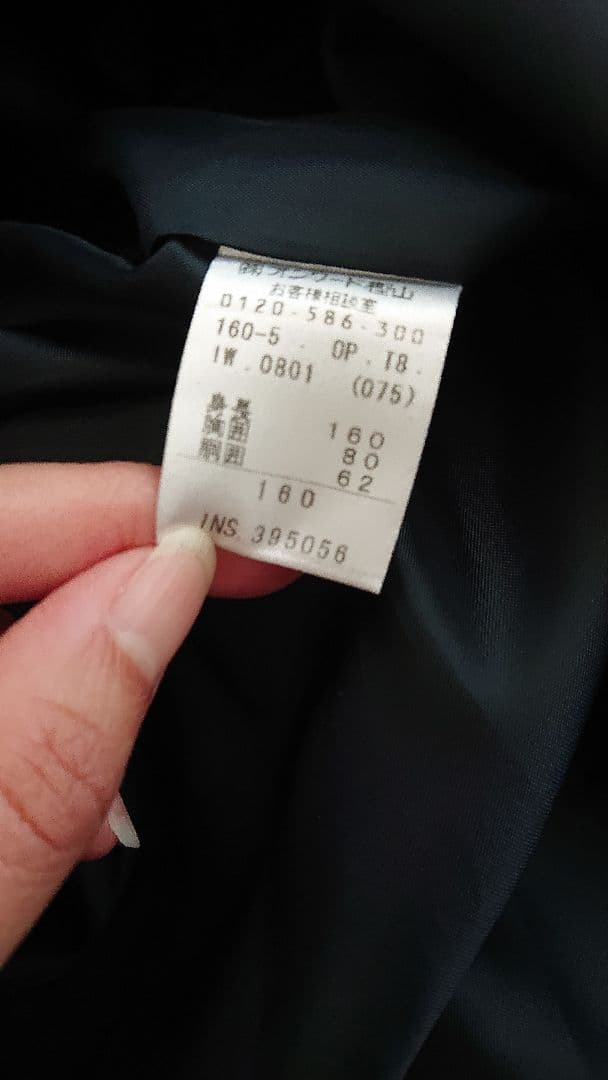 (株)オンワード樫山
お客様相談室
0120-586-300
160-5 . OP . T8 .
IW . 0801 (075)
身長 160
胸囲 80
胴囲 62
160
INS. 395056